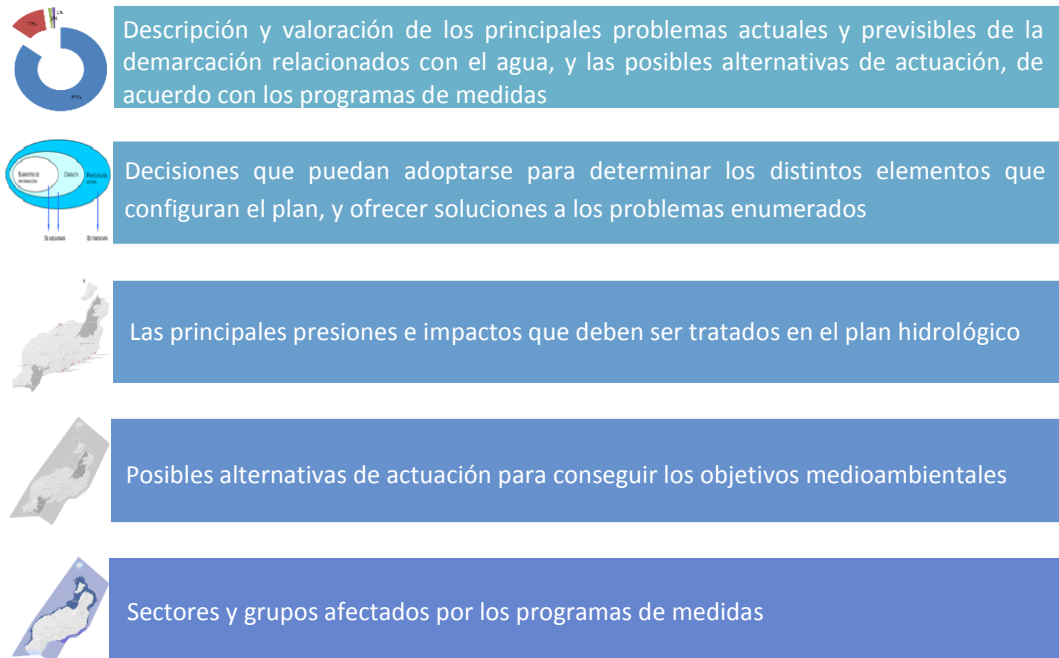 Descripción y valoración de los principales problemas actuales y previsibles de la
demarcación relacionados con el agua, y las posibles alternativas de actuación, de
acuerdo con los programas de medidas
Decisiones que puedan adoptarse para determinar los distintos elementos que
configuran el plan, y ofrecer soluciones a los problemas enumerados
Las principales presiones e impactos que deben ser tratados en el plan hidrológico
Posibles alternativas de actuación para conseguir los objetivos medioambientales
Sectores y grupos afectados por los programas de medidas